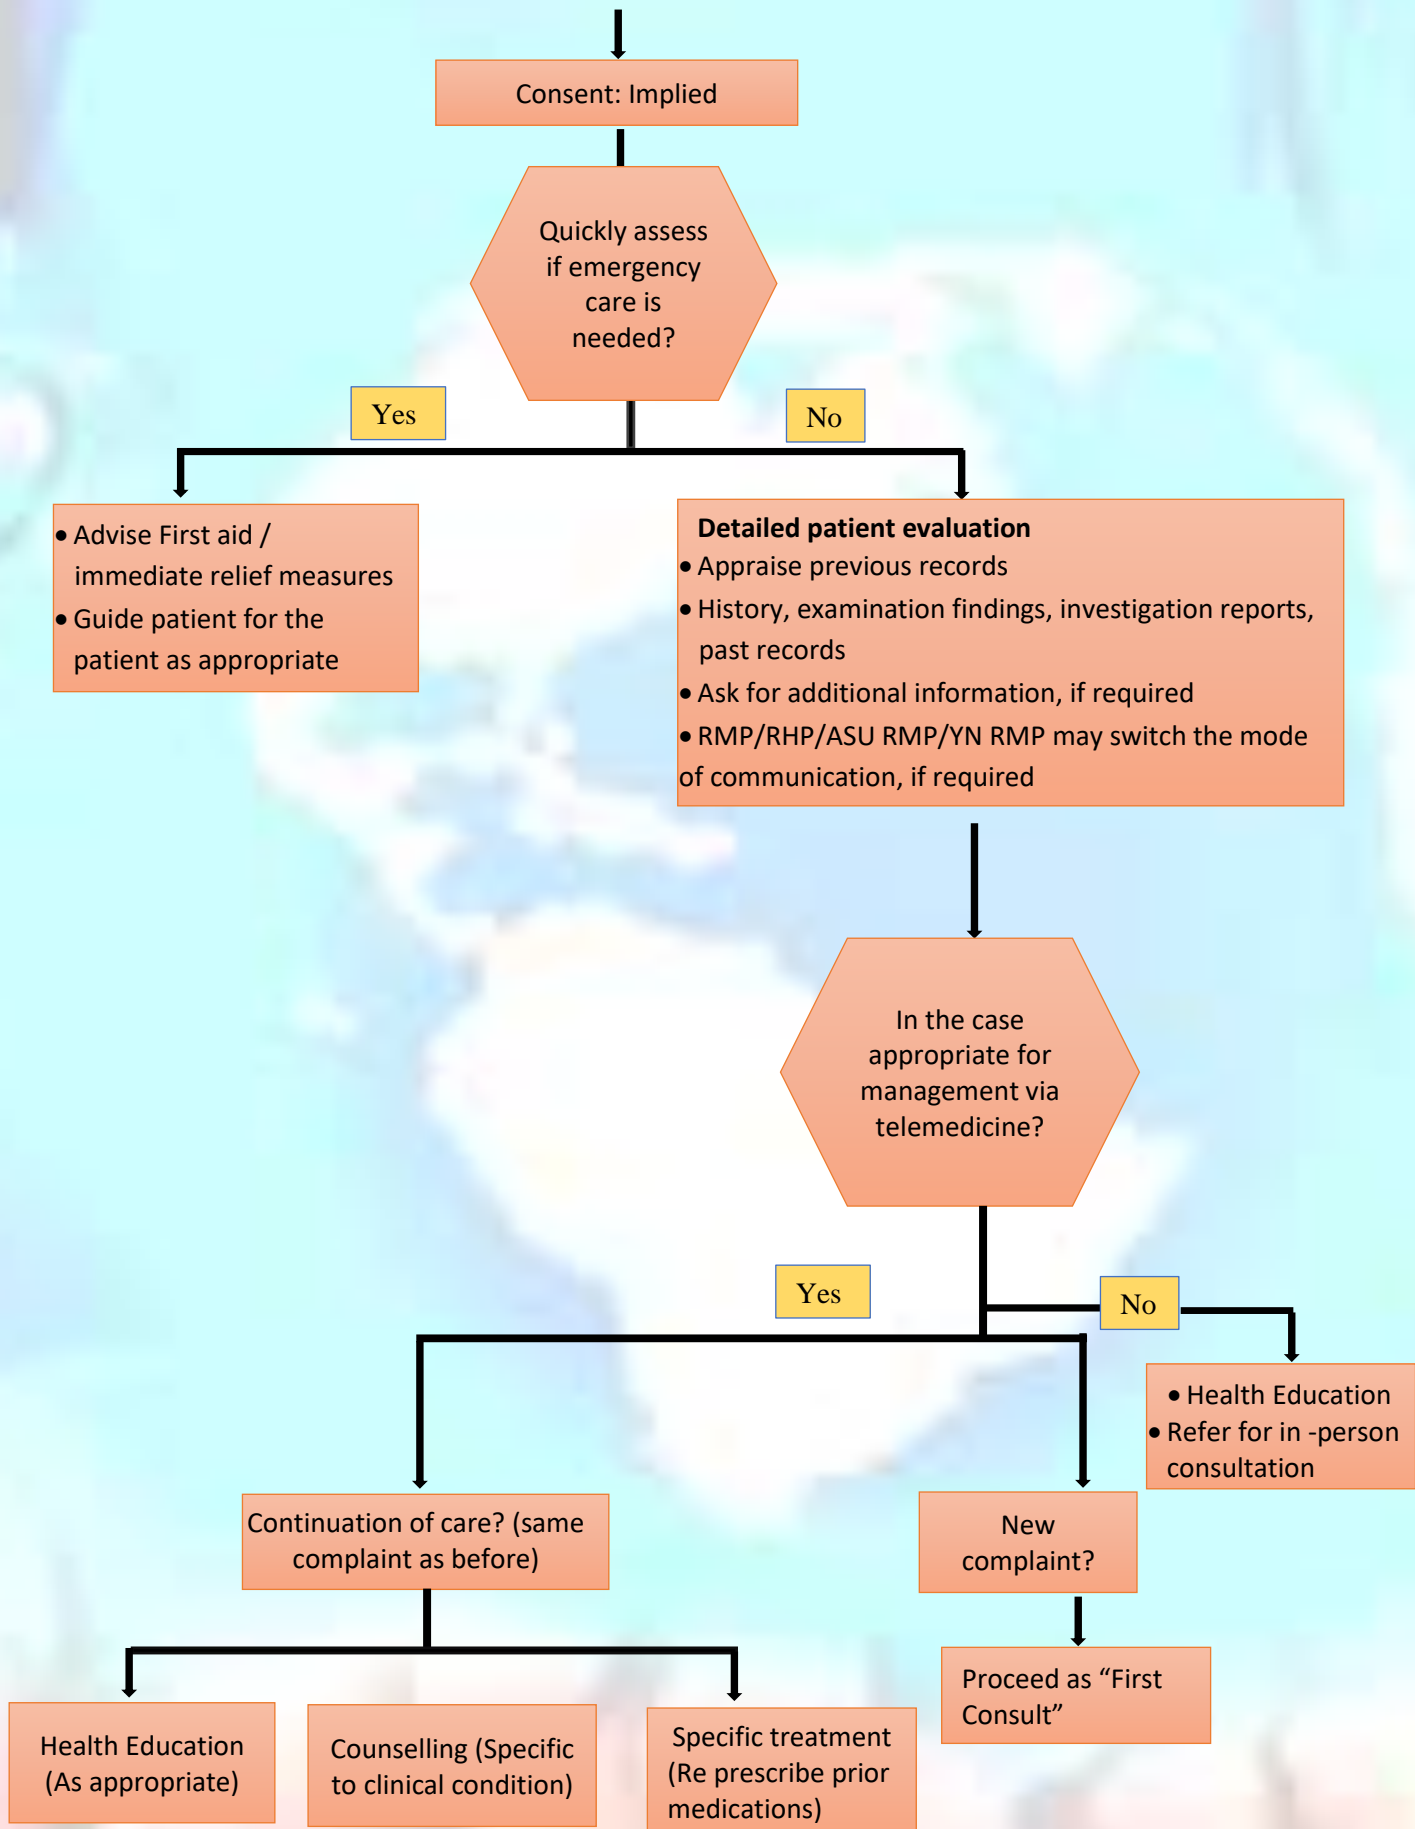 Consent: Implied
Quickly assess
if emergency
care is
needed?
Yes
No
• Advise First aid /
immediate relief measures
• Guide patient for the
patient as appropriate
Detailed patient evaluation
• Appraise previous records
• History, examination findings, investigation reports,
past records
• Ask for additional information, if required
• RMP/RHP/ASU RMP/YN RMP may switch the mode
of communication, if required
In the case
appropriate for
management via
telemedicine?
Yes
No
• Health Education
• Refer for in -person
consultation
Continuation of care? (same
complaint as before)
New
complaint?
Proceed as “First
Consult”
Health Education
(As appropriate)
Counselling (Specific
to clinical condition)
Specific treatment
(Re prescribe prior
medications)